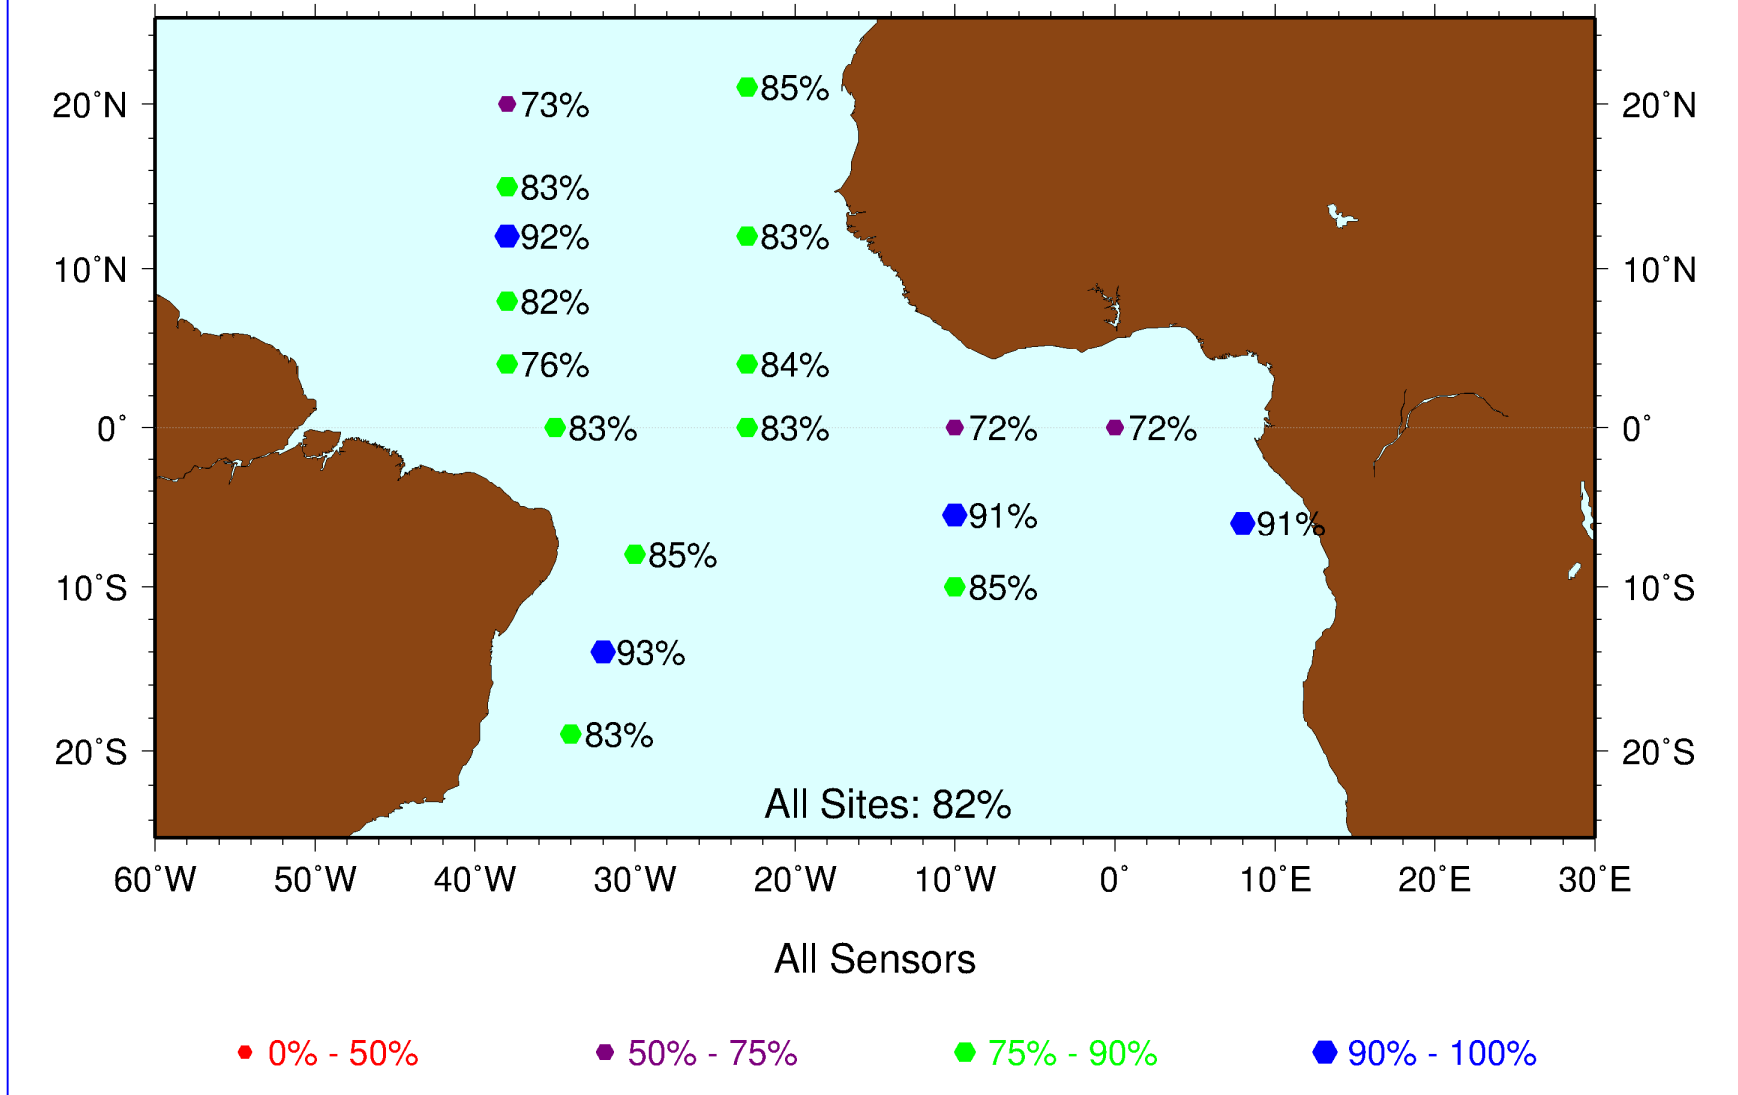 85%
20°N 73% 20°N
83%
92% 83%
10°N 10°N
82%
76% 84%
0° 83% 83% 72% 72% 0°
91% 91%
85%
10°S 85% 10°S
93%
83%
20°S 20°S
All Sites: 82%
60°W 50°W 40°W 30°W 20°W 10°W 0° 10°E 20°E 30°E
All Sensors
0% - 50% 50% - 75% 75% - 90% 90% - 100%